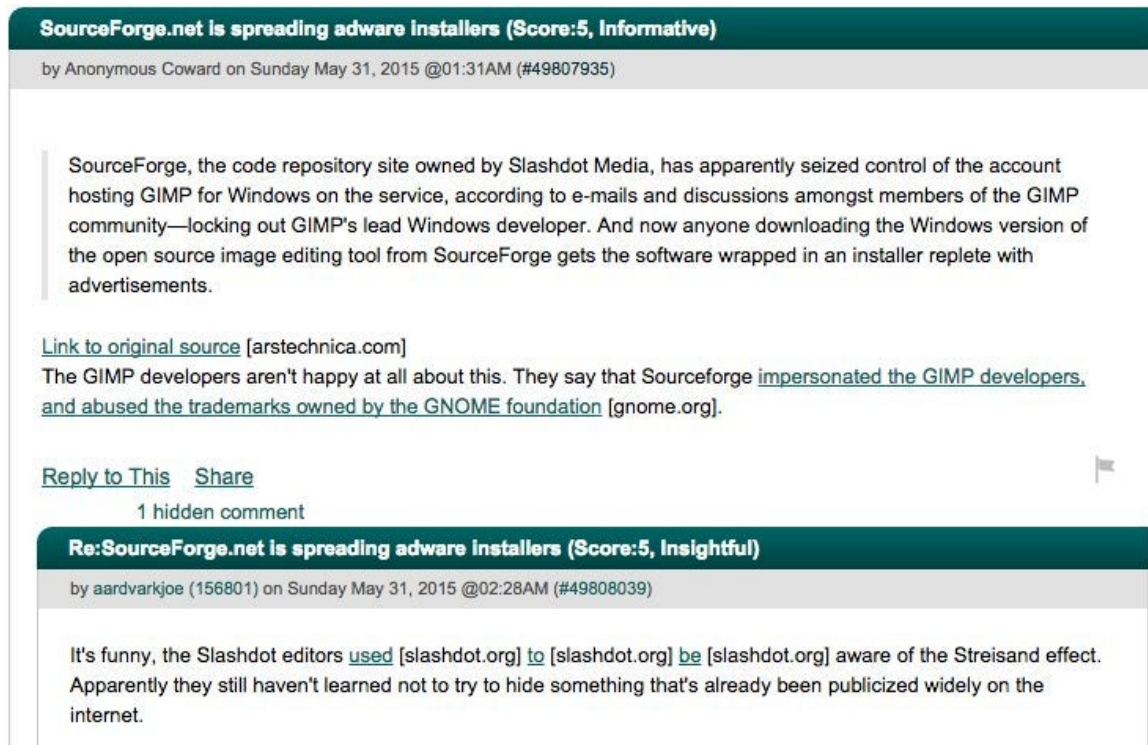 SourceForge.net is spreading adware installers (Score:5, Informative)
by Anonymous Coward on Sunday May 31, 2015 @01:31AM (#49807935)
SourceForge, the code repository site owned by Slashdot Media, has apparently seized control of the account
hosting GIMP for Windows on the service, according to e-mails and discussions amongst members of the GIMP
community—locking out GIMP's lead Windows developer. And now anyone downloading the Windows version of
the open source image editing tool from SourceForge gets the software wrapped in an installer replete with
advertisements.
Link to original source [arstechnica.com]
The GIMP developers aren't happy at all about this. They say that Sourceforge impersonated the GIMP developers,
and abused the trademarks owned by the GNOME foundation [gnome.org].
Reply to This Share
1 hidden comment
Re:SourceForge.net is spreading adware installers (Score:5, Insightful)
by aardvarkjoe (156801) on Sunday May 31, 2015 @02:28AM (#49808039)
It's funny, the Slashdot editors used [slashdot.org] to [slashdot.org] be [slashdot.org] aware of the Streisand effect.
Apparently they still haven't learned not to try to hide something that's already been publicized widely on the
internet.